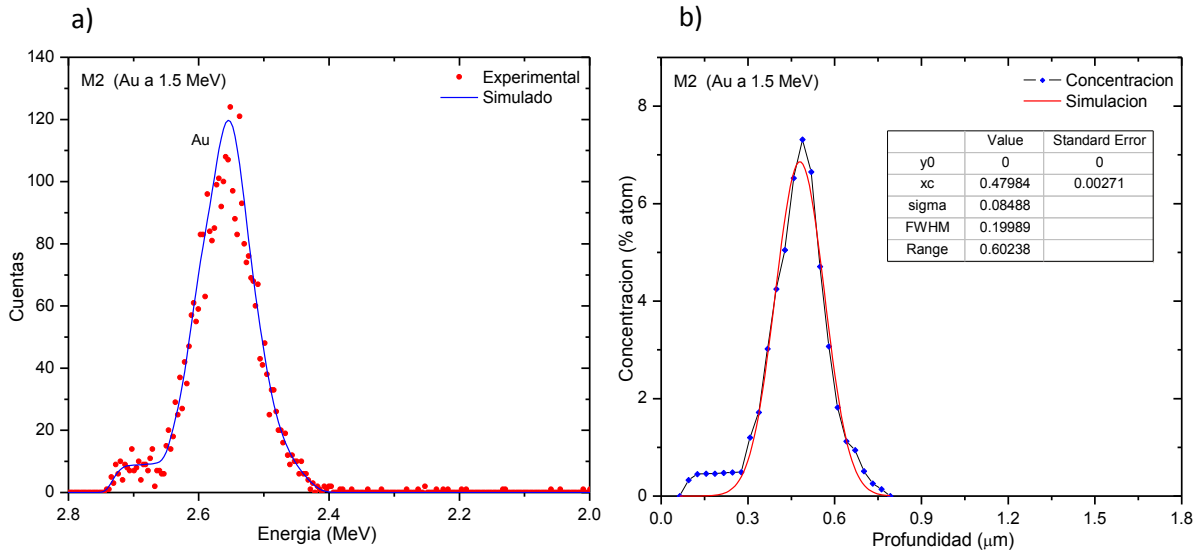 a)
M2 (Au a 1.5 MeV)
Experimental
Simulado
Au
140
120
100
80
60
40
20
0
Cuentas
2.8 2.6 2.4 2.2 2.0
Energia (MeV)
b)
M2 (Au a 1.5 MeV)
Concentracion
Simulacion
Value Standard Error
y0 0 0
xc 0.47984 0.00271
sigma 0.08488
FWHM 0.19989
Range 0.60238
8
6
4
2
0
Concentracion (% atom)
0.0 0.3 0.6 0.9 1.2 1.5 1.8
Profundidad (μm)